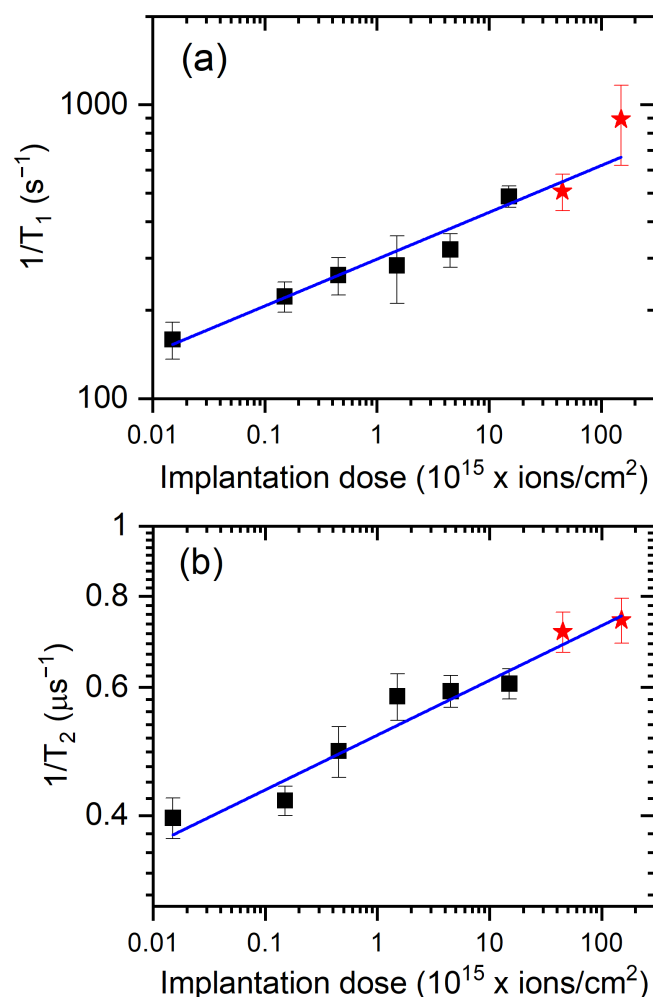 (a)
1000
100
1/T₁ (s⁻¹)
0.01 0.1 1 10 100
Implantation dose (10¹⁵ x ions/cm²)
(b)
1
0.8
0.6
0.4
1/T₂ (μs⁻¹)
0.01 0.1 1 10 100
Implantation dose (10¹⁵ x ions/cm²)